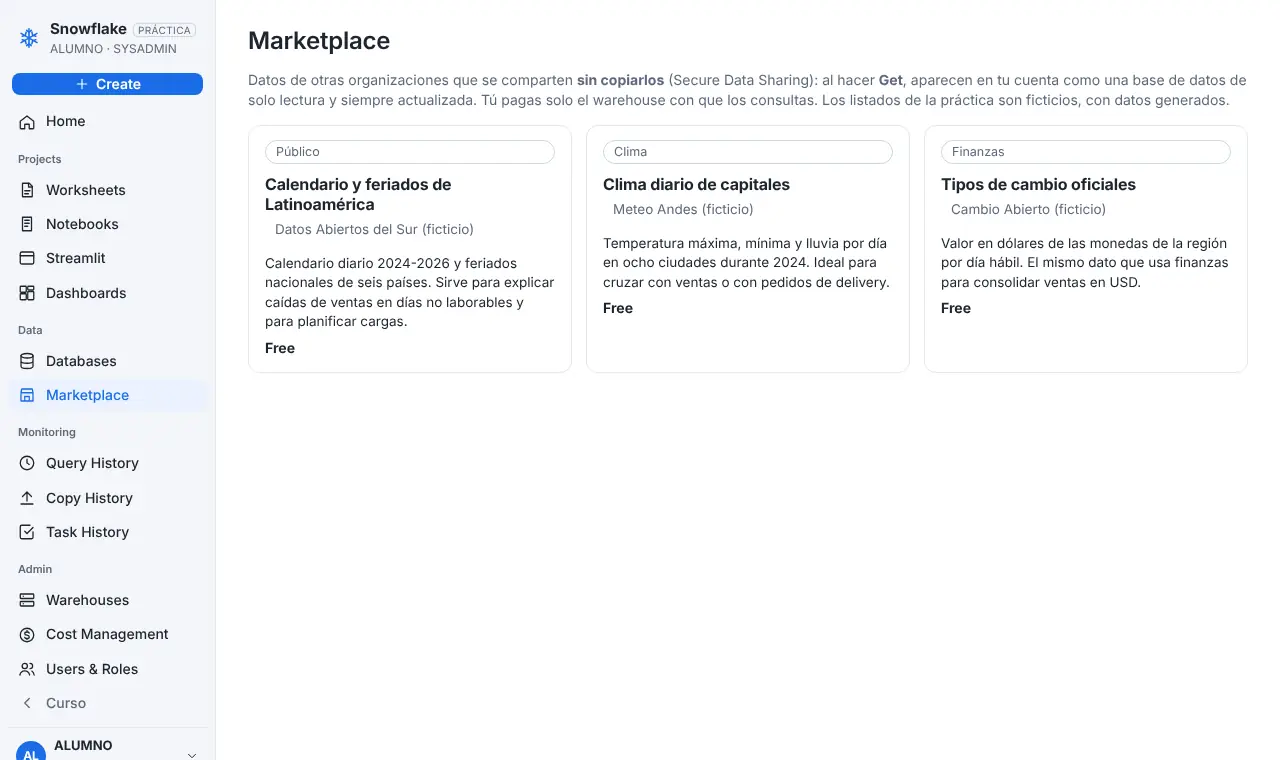 Snowflake PRÁCTICA
ALUMNO · SYSADMIN
+ Create
Home
Projects
Worksheets
Notebooks
Streamlit
Dashboards
Data
Databases
Marketplace
Monitoring
Query History
Copy History
Task History
Admin
Warehouses
Cost Management
Users & Roles
Curso
AL ALUMNO
Marketplace
Datos de otras organizaciones que se comparten sin copiarlos (Secure Data Sharing): al hacer Get, aparecen en tu cuenta como una base de datos de
solo lectura y siempre actualizada. Tú pagas solo el warehouse con que los consultas. Los listados de la práctica son ficticios, con datos generados.
Público
Calendario y feriados de
Latinoamérica
Datos Abiertos del Sur (ficticio)
Calendario diario 2024-2026 y feriados
nacionales de seis países. Sirve para explicar
caídas de ventas en días no laborables y
para planificar cargas.
Free
Clima
Clima diario de capitales
Meteo Andes (ficticio)
Temperatura máxima, mínima y lluvia por día
en ocho ciudades durante 2024. Ideal para
cruzar con ventas o con pedidos de delivery.
Free
Finanzas
Tipos de cambio oficiales
Cambio Abierto (ficticio)
Valor en dólares de las monedas de la región
por día hábil. El mismo dato que usa finanzas
para consolidar ventas en USD.
Free